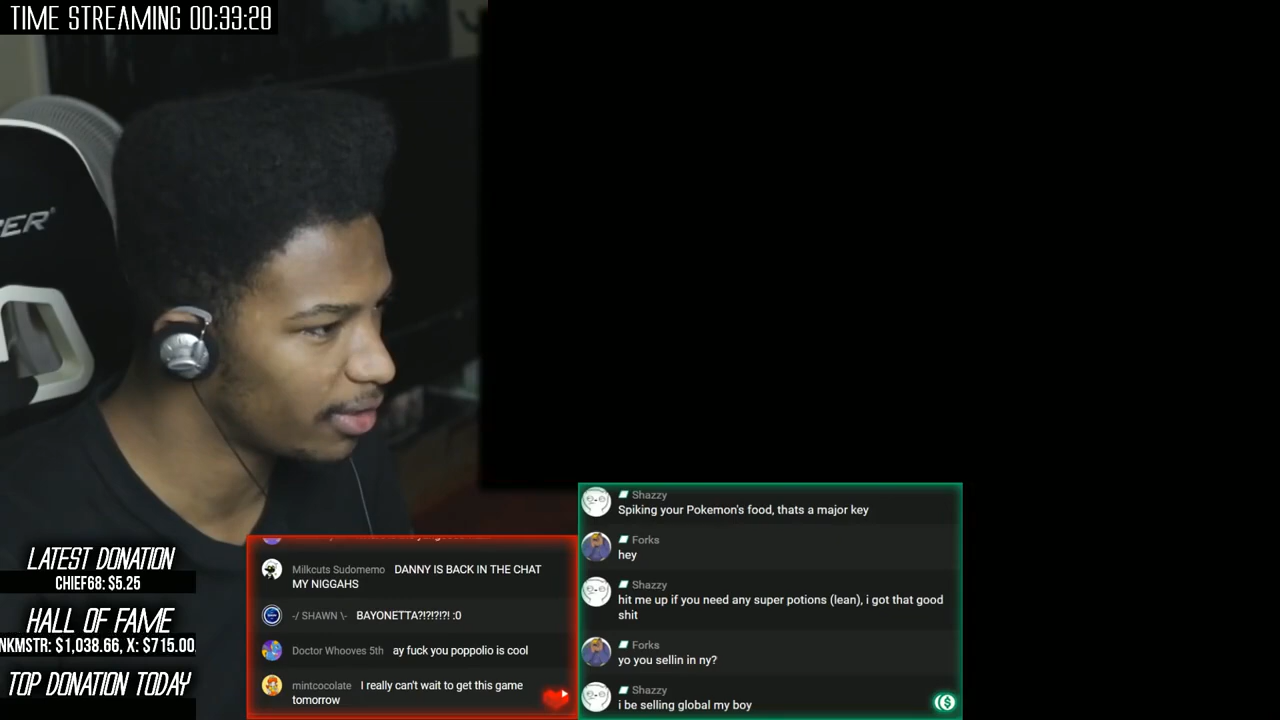 TIME STREAMING 00:33:28
LATEST DONATION
CHIEF68: $5.25
HALL OF FAME
NKMSTR: $1,038.66, X: $715.00,
TOP DONATION TODAY
Milkcuts Sudomemo DANNY IS BACK IN THE CHAT
MY NIGGAHS
-/ SHAWN \- BAYONETTA?!?!?!?! :0
Doctor Whooves 5th ay fuck you poppolio is cool
mintcocolate I really can't wait to get this game
tomorrow
Shazzy
Spiking your Pokemon's food, thats a major key
Forks
hey
Shazzy
hit me up if you need any super potions (lean), i got that good
shit
Forks
yo you sellin in ny?
Shazzy
i be selling global my boy